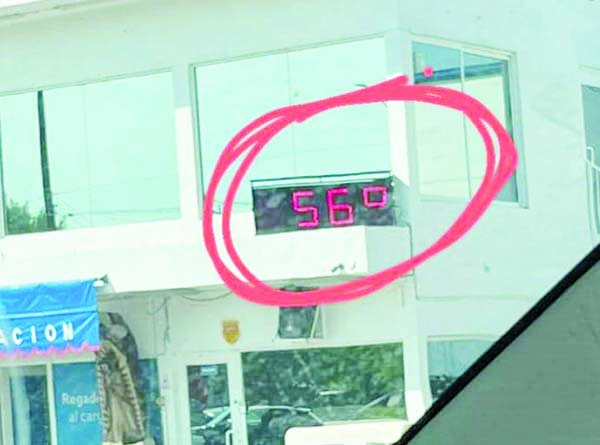 56°
ACION
Regad
al car